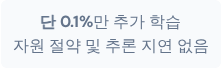 단 0.1%만 추가 학습
자원 절약 및 추론 지연 없음